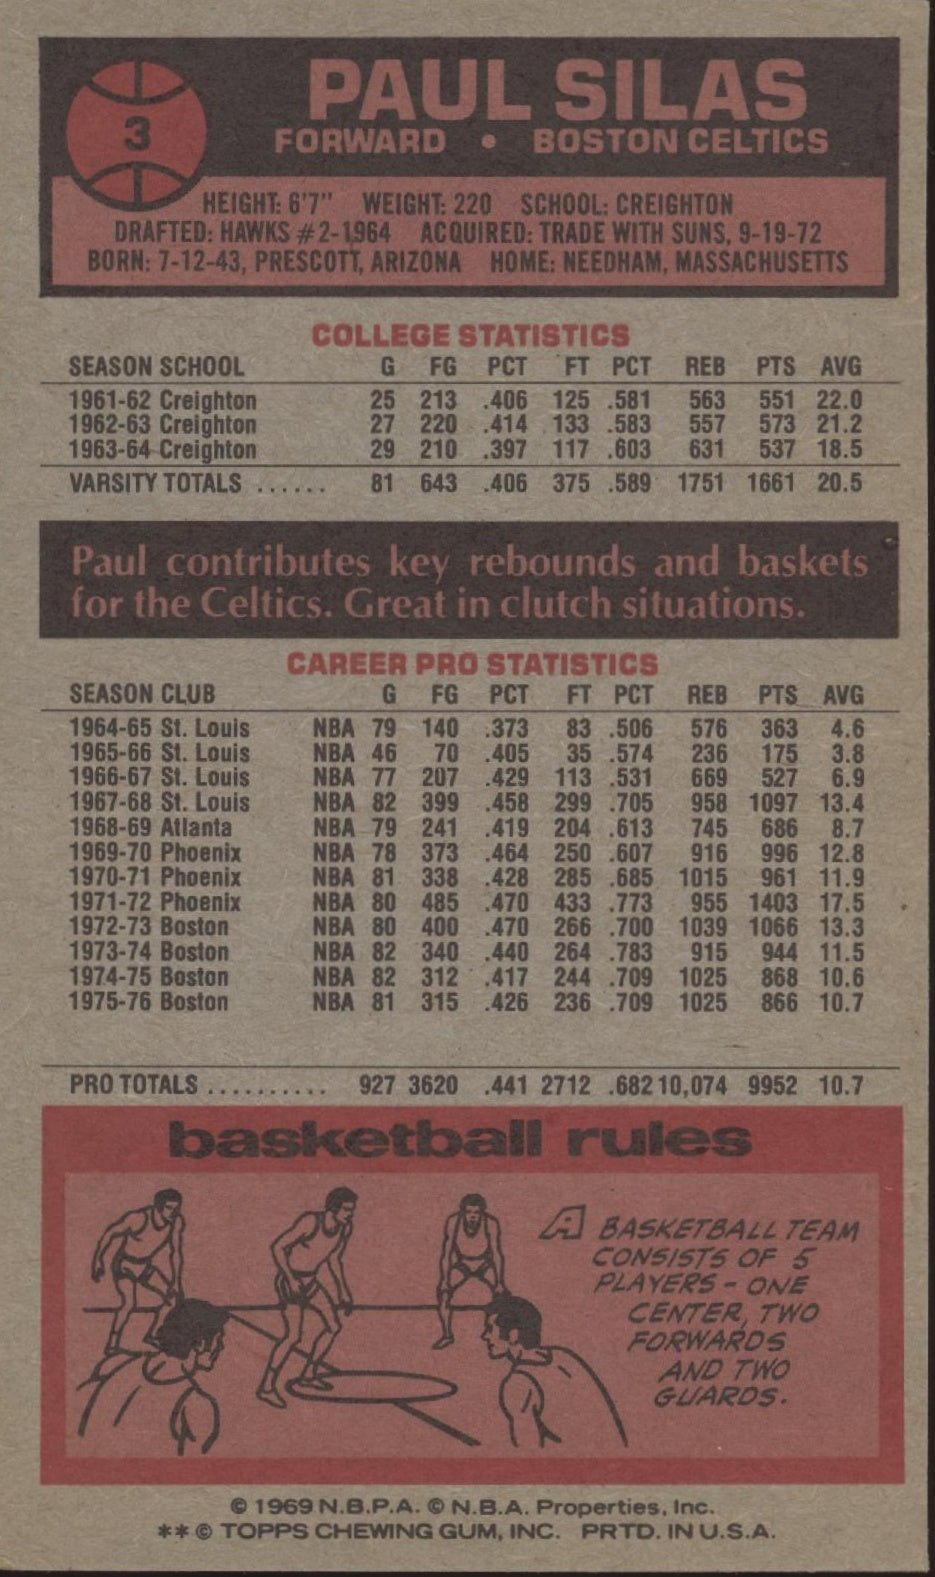 3
PAUL SILAS
FORWARD • BOSTON CELTICS
HEIGHT: 6'7" WEIGHT: 220 SCHOOL: CREIGHTON
DRAFTED: HAWKS #2-1964 ACQUIRED: TRADE WITH SUNS, 9-19-72
BORN: 7-12-43, PRESCOTT, ARIZONA HOME: NEEDHAM, MASSACHUSETTS
COLLEGE STATISTICS
SEASON SCHOOL G FG PCT FT PCT REB PTS AVG
1961-62 Creighton 25 213 .406 125 .581 563 551 22.0
1962-63 Creighton 27 220 .414 133 .583 557 573 21.2
1963-64 Creighton 29 210 .397 117 .603 631 537 18.5
VARSITY TOTALS ...... 81 643 .406 375 .589 1751 1661 20.5
Paul contributes key rebounds and baskets
for the Celtics. Great in clutch situations.
CAREER PRO STATISTICS
SEASON CLUB G FG PCT FT PCT REB PTS AVG
1964-65 St. Louis NBA 79 140 .373 83 .506 576 363 4.6
1965-66 St. Louis NBA 46 70 .405 35 .574 236 175 3.8
1966-67 St. Louis NBA 77 207 .429 113 .531 669 527 6.9
1967-68 St. Louis NBA 82 399 .458 299 .705 958 1097 13.4
1968-69 Atlanta NBA 79 241 .419 204 .613 745 686 8.7
1969-70 Phoenix NBA 78 373 .464 250 .607 916 996 12.8
1970-71 Phoenix NBA 81 338 .428 285 .685 1015 961 11.9
1971-72 Phoenix NBA 80 485 .470 433 .773 955 1403 17.5
1972-73 Boston NBA 80 400 .470 266 .700 1039 1066 13.3
1973-74 Boston NBA 82 340 .440 264 .783 915 944 11.5
1974-75 Boston NBA 82 312 .417 244 .709 1025 868 10.6
1975-76 Boston NBA 81 315 .426 236 .709 1025 866 10.7
PRO TOTALS .......... 927 3620 .441 2712 .682 10,074 9952 10.7
basketball rules
A BASKETBALL TEAM
CONSISTS OF 5
PLAYERS - ONE
CENTER, TWO
FORWARDS
AND TWO
GUARDS.
© 1969 N.B.P.A. © N.B.A. Properties, Inc.
** © TOPPS CHEWING GUM, INC. PRTD. IN U.S.A.